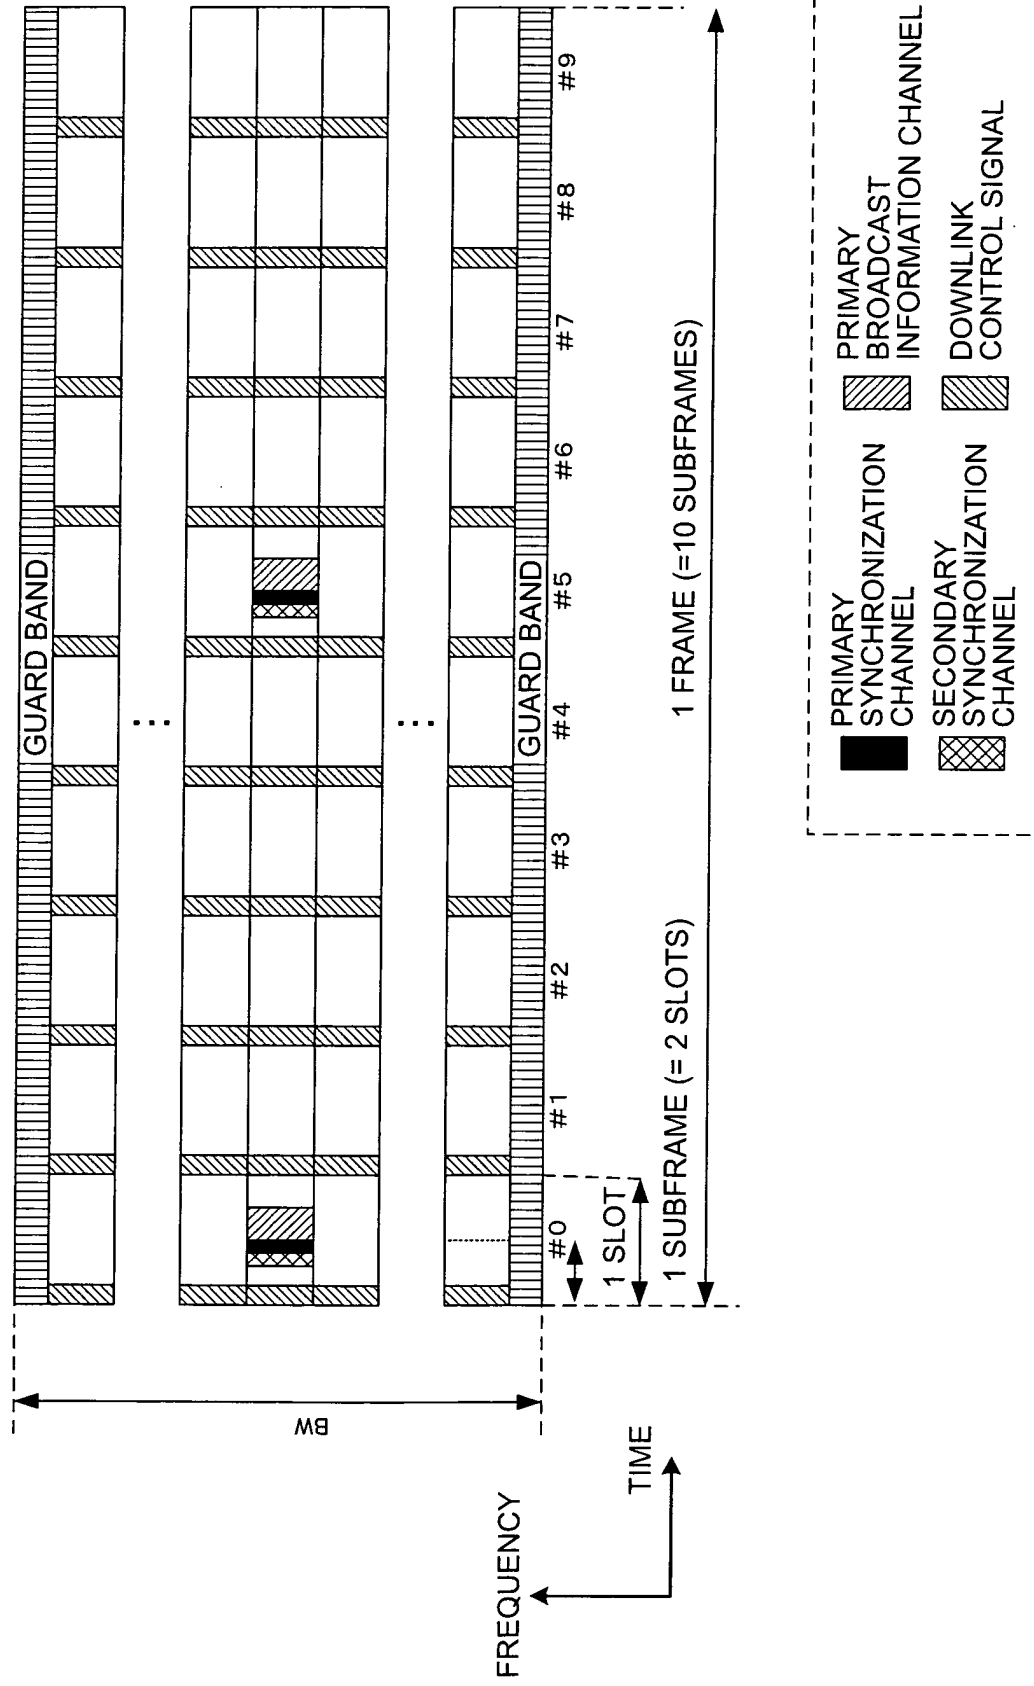 GUARD BAND
...
...
GUARD BAND
#0 #1 #2 #3 #4 #5 #6 #7 #8 #9
1 SLOT
1 SUBFRAME (= 2 SLOTS)
1 FRAME (=10 SUBFRAMES)
BW
FREQUENCY
TIME
PRIMARY
SYNCHRONIZATION
CHANNEL
PRIMARY
BROADCAST
INFORMATION CHANNEL
SECONDARY
SYNCHRONIZATION
CHANNEL
DOWNLINK
CONTROL SIGNAL